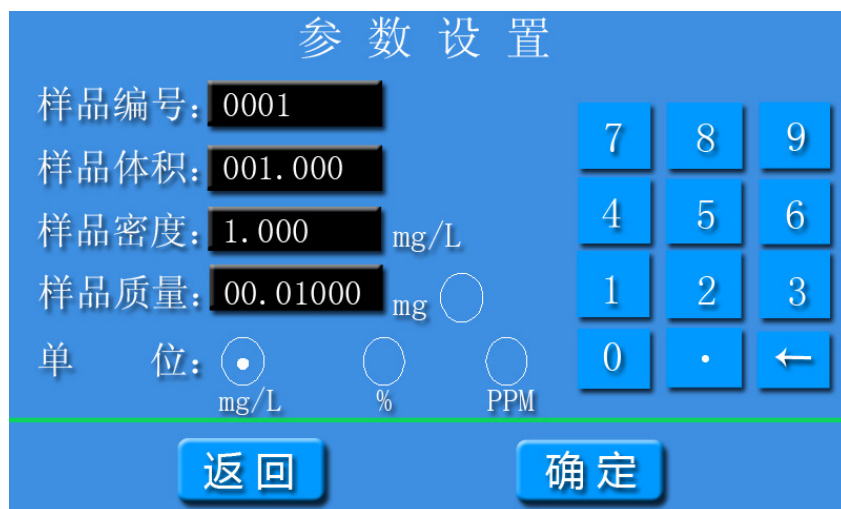 参数设置
样品编号：0001
样品体积：001.000
样品密度：1.000 mg/L
样品质量：00.01000 mg
单位：
mg/L % PPM
7 8 9
4 5 6
1 2 3
0 . ←
返回 确定